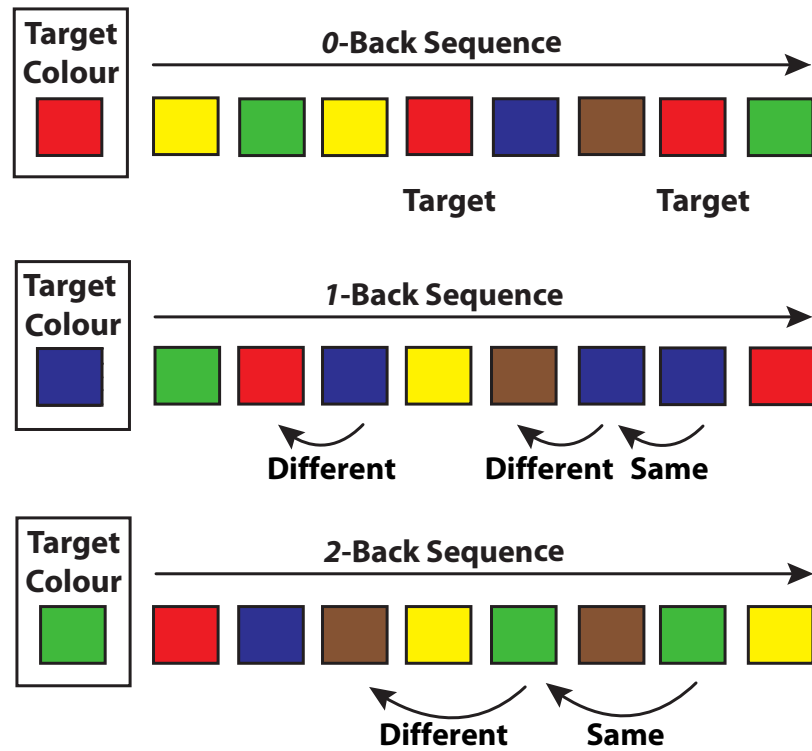 Target
Colour
0-Back Sequence
Target
Target
Target
Colour
1-Back Sequence
Different
Different
Same
Target
Colour
2-Back Sequence
Different
Same